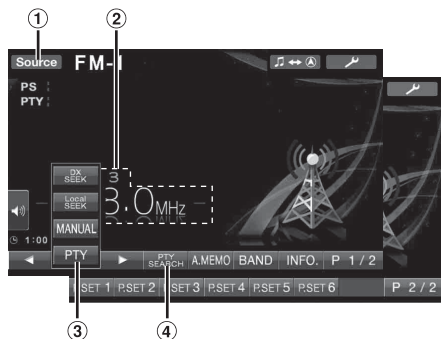 ① ②
Source FM-1
PS :
PTY :
DX SEEK
Local SEEK
MANUAL
PTY
3
3.0MHz
1:00
PTY SEARCH A.MEMO BAND INFO. P 1/2
SET 1 P.SET 2 SET 3 P.SET 4 P.SET 5 P.SET 6 P 2/2
③ ④